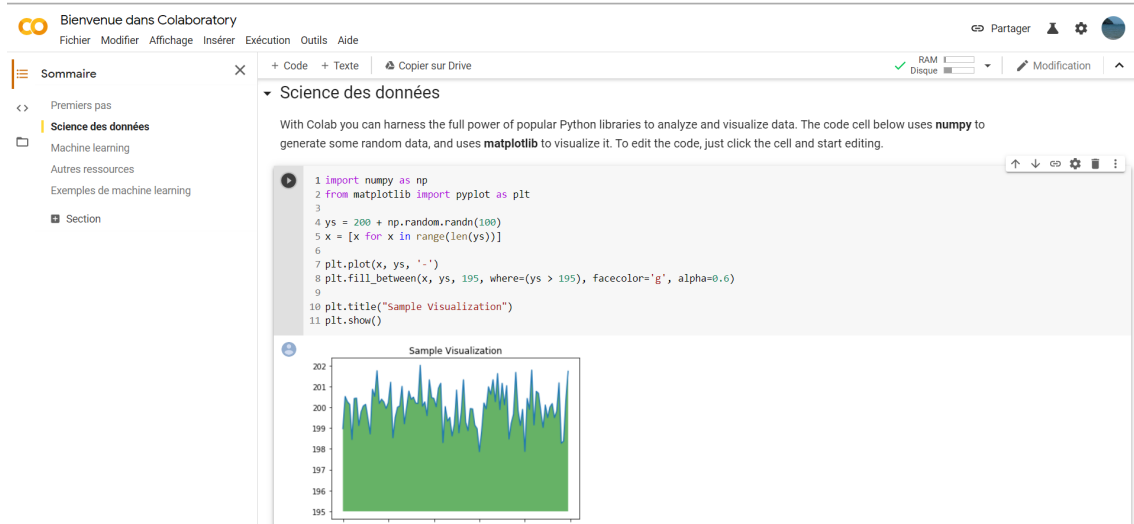 Bienvenue dans Colaboratory
Fichier Modifier Affichage Insérer Exécution Outils Aide
Partager
Sommaire
Premiers pas
Science des données
Machine learning
Autres ressources
Exemples de machine learning
Section
+ Code + Texte Copier sur Drive
RAM
Disque
Modification
Science des données
With Colab you can harness the full power of popular Python libraries to analyze and visualize data. The code cell below uses numpy to
generate some random data, and uses matplotlib to visualize it. To edit the code, just click the cell and start editing.
1 import numpy as np
2 from matplotlib import pyplot as plt
3
4 ys = 200 + np.random.randn(100)
5 x = [x for x in range(len(ys))]
6
7 plt.plot(x, ys, '-')
8 plt.fill_between(x, ys, 195, where=(ys > 195), facecolor='g', alpha=0.6)
9
10 plt.title("Sample Visualization")
11 plt.show()
Sample Visualization
202
201
200
199
198
197
196
195